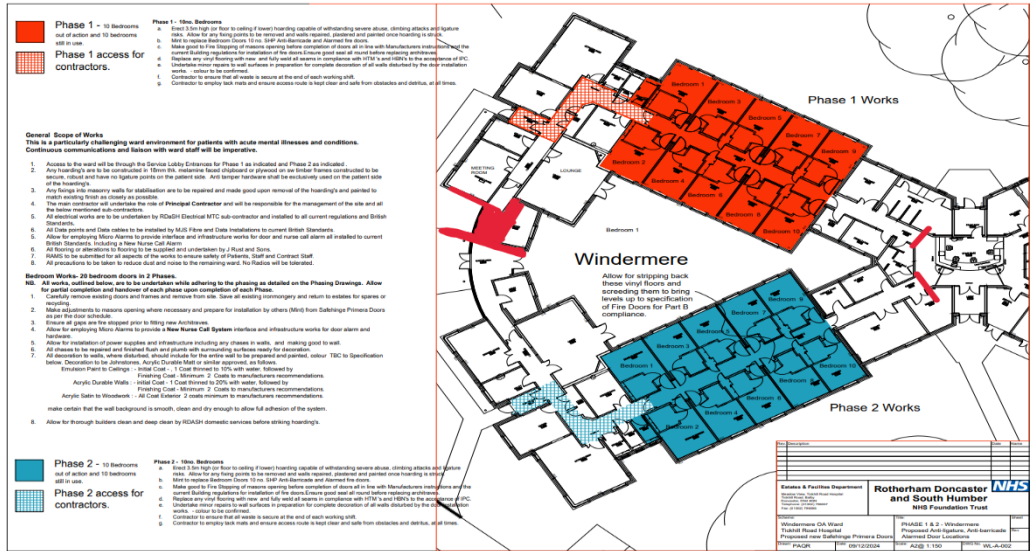 Phase 1 - 10 Bedrooms
out of action and 10 bedrooms
still in use.
Phase 1 access for
contractors.
Phase 1 - 10no. Bedrooms
a. Erect 3.5m high (or floor to ceiling if lower) hoarding capable of withstanding severe abuse, climbing attacks and ligature
risks. Allow for any fixing points to be removed and walls repaired, plastered and painted once hoarding is struck.
b. Mint to replace Bedroom Doors 10 no. SHP Anti-Barricade and Alarmed fire doors.
c. Make good to Fire Stopping of masons opening before completion of doors all in line with Manufacturers instructions and the
current Building regulations for installation of fire doors.Ensure good seal all round before replacing architraves.
d. Replace any vinyl flooring with new and fully weld all seams in compliance with HTM 's and HBN's to the acceptance of IPC.
e. Undertake minor repairs to wall surfaces in preparation for complete decoration of all walls disturbed by the door installation
works. - colour to be confirmed.
f. Contractor to ensure that all waste is secure at the end of each working shift.
g. Contractor to employ tack mats and ensure access route is kept clear and safe from obstacles and detritus, at all times.
General Scope of Works
This is a particularly challenging ward environment for patients with acute mental illnesses and conditions.
Continuous communications and liaison with ward staff will be imperative.
1. Access to the ward will be through the Service Lobby Entrances for Phase 1 as indicated and Phase 2 as indicated .
2. Any hoarding's are to be constructed in 18mm thk. melamine faced chipboard or plywood on sw timber frames constructed to be
secure, robust and have no ligature points on the patient side. Anti tamper hardware shall be exclusively used on the patient side
of the hoarding's.
3. Any fixings into masonry walls for stabilisation are to be repaired and made good upon removal of the hoarding's and painted to
match existing finish as closely as possible.
4. The main contractor will undertake the role of Principal Contractor and will be responsible for the management of the site and all
the below mentioned sub-contractors.
5. All electrical works are to be undertaken by RDaSH Electrical MTC sub-contractor and installed to all current regulations and British
Standards.
6. All Data points and Data cables to be installed by MJS Fibre and Data Installations to current British Standards.
5. Allow for employing Micro Alarms to provide interface and infrastructure works for door and nurse call alarm all installed to current
British Standards. Including a New Nurse Call Alarm
6. All flooring or alterations to flooring to be supplied and undertaken by J Rust and Sons.
7. RAMS to be submitted for all aspects of the works to ensure safety of Patients, Staff and Contract Staff.
8. All precautions to be taken to reduce dust and noise to the remaining ward. No Radios will be tolerated.
Bedroom Works- 20 bedroom doors in 2 Phases.
NB. All works, outlined below, are to be undertaken while adhering to the phasing as detailed on the Phasing Drawings. Allow
for partial completion and handover of each phase upon completion of each Phase.
1. Carefully remove existing doors and frames and remove from site. Save all existing ironmongery and return to estates for spares or
recycling.
2. Make adjustments to masons opening where necessary and prepare for installation by others (Mint) from Safehinge Primera Doors
as per the door schedule.
3. Ensure all gaps are fire stopped prior to fitting new Architraves.
4. Allow for employing Micro Alarms to provide a New Nurse Call System interface and infrastructure works for door alarm and
hardware.
5. Allow for installation of power supplies and infrastructure including any chases in walls, and making good to wall.
6. All chases to be repaired and finished flush and plumb with surrounding surfaces ready for decoration.
7. All decoration to walls, where disturbed, should include for the entire wall to be prepared and painted, colour TBC to Specification
below. Decoration to be Johnstones, Acrylic Durable Matt or similar approved, as follows.
Emulsion Paint to Ceilings : - Initial Coat - , 1 Coat thinned to 10% with water, followed by
Finishing Coat - Minimum 2 Coats to manufacturers recommendations.
Acrylic Durable Walls : - initial Coat - 1 Coat thinned to 20% with water, followed by
Finishing Coat - Minimum 2 Coats to manufacturers recommendations.
Acrylic Satin to Woodwork : - All Coat Exterior 2 coats minimum to manufacturers recommendations.
make certain that the wall background is smooth, clean and dry enough to allow full adhesion of the system.
8. Allow for thorough builders clean and deep clean by RDASH domestic services before striking hoarding's.
Phase 2 - 10 Bedrooms
out of action and 10 bedrooms
still in use.
Phase 2 access for
contractors.
Phase 2 - 10no. Bedrooms
a. Erect 3.5m high (or floor to ceiling if lower) hoarding capable of withstanding severe abuse, climbing attacks and ligature
risks. Allow for any fixing points to be removed and walls repaired, plastered and painted once hoarding is struck.
b. Mint to replace Bedroom Doors 10 no. SHP Anti-Barricade and Alarmed fire doors.
c. Make good to Fire Stopping of masons opening before completion of doors all in line with Manufacturers instructions and the
current Building regulations for installation of fire doors.Ensure good seal all round before replacing architraves.
d. Replace any vinyl flooring with new and fully weld all seams in compliance with HTM 's and HBN's to the acceptance of IPC.
e. Undertake minor repairs to wall surfaces in preparation for complete decoration of all walls disturbed by the door installation
works. - colour to be confirmed.
f. Contractor to ensure that all waste is secure at the end of each working shift.
g. Contractor to employ tack mats and ensure access route is kept clear and safe from obstacles and detritus, at all times.
Phase 1 Works
Bedroom 1
Bedroom 3
Bedroom 5
Bedroom 7
Bedroom 9
Bedroom 2
Bedroom 4
Bedroom 6
Bedroom 8
Bedroom 10
MEETING
ROOM
LOUNGE
Bedroom 1
Windermere
Allow for stripping back
these vinyl floors and
screeding them to bring
levels up to specification
of Fire Doors for Part B
compliance.
Bedroom 9
Bedroom 7
Bedroom 5
Bedroom 3
Bedroom 1
Bedroom 10
Bedroom 8
Bedroom 6
Bedroom 4
Bedroom 2
Phase 2 Works
Rev. Description
Date
Name
Estates & Facilities Department
Rotherham Doncaster
and South Humber
NHS Foundation Trust
NHS
Windermere OA Ward
Tickhill Road Hospital
Proposed new Safehinge Primera Doors
PHASE 1 & 2 - Windermere
Proposed Anti-ligature, Anti-barricade
Alarmed Door Locations
PAQR
09/12/2024
A2@ 1:150
WL-A-002